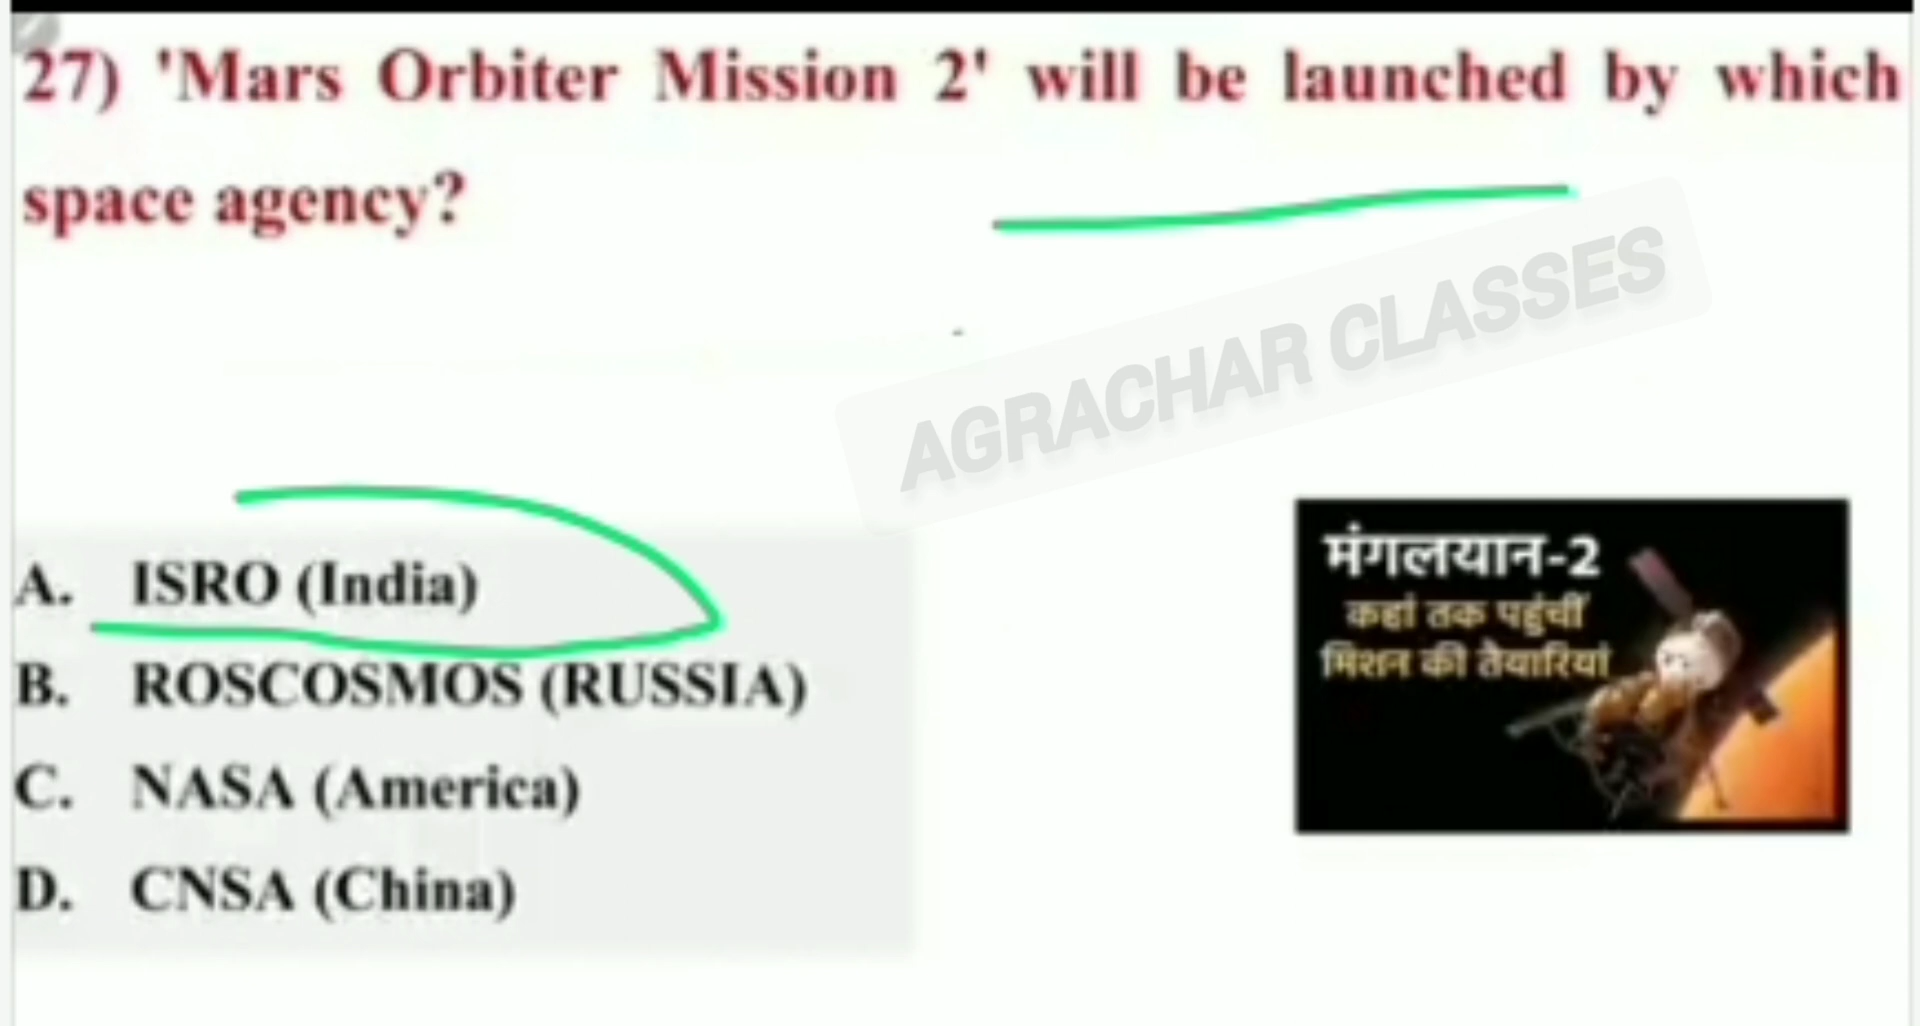 27) 'Mars Orbiter Mission 2' will be launched by which
space agency?
AGRACHAR CLASSES
A. ISRO (India)
B. ROSCOSMOS (RUSSIA)
C. NASA (America)
D. CNSA (China)
मंगलयान-2
कहां तक पहुंचीं
मिशन की तैयारियां